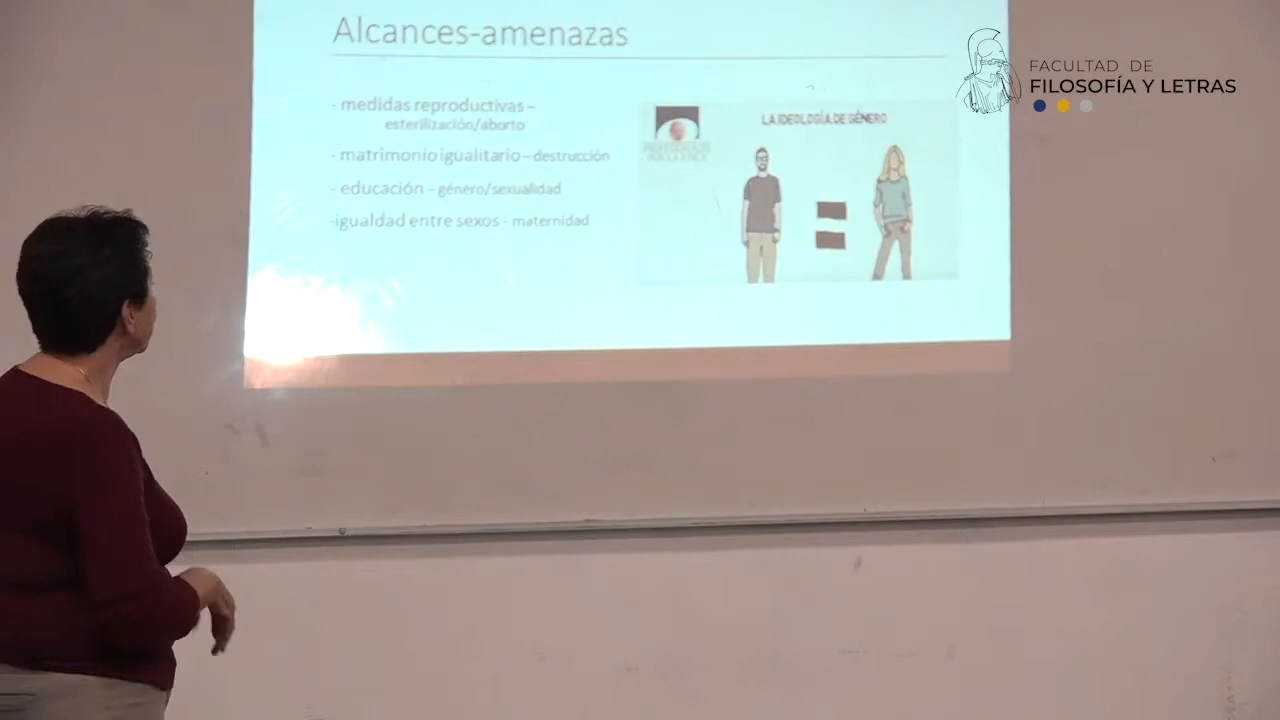 Alcances-amenazas
- medidas reproductivas –
esterilización/aborto
- matrimonio igualitario – destrucción
- educación – género/sexualidad
-igualdad entre sexos - maternidad
LA IDEOLOGÍA DE GÉNERO
FACULTAD DE
FILOSOFÍA Y LETRAS